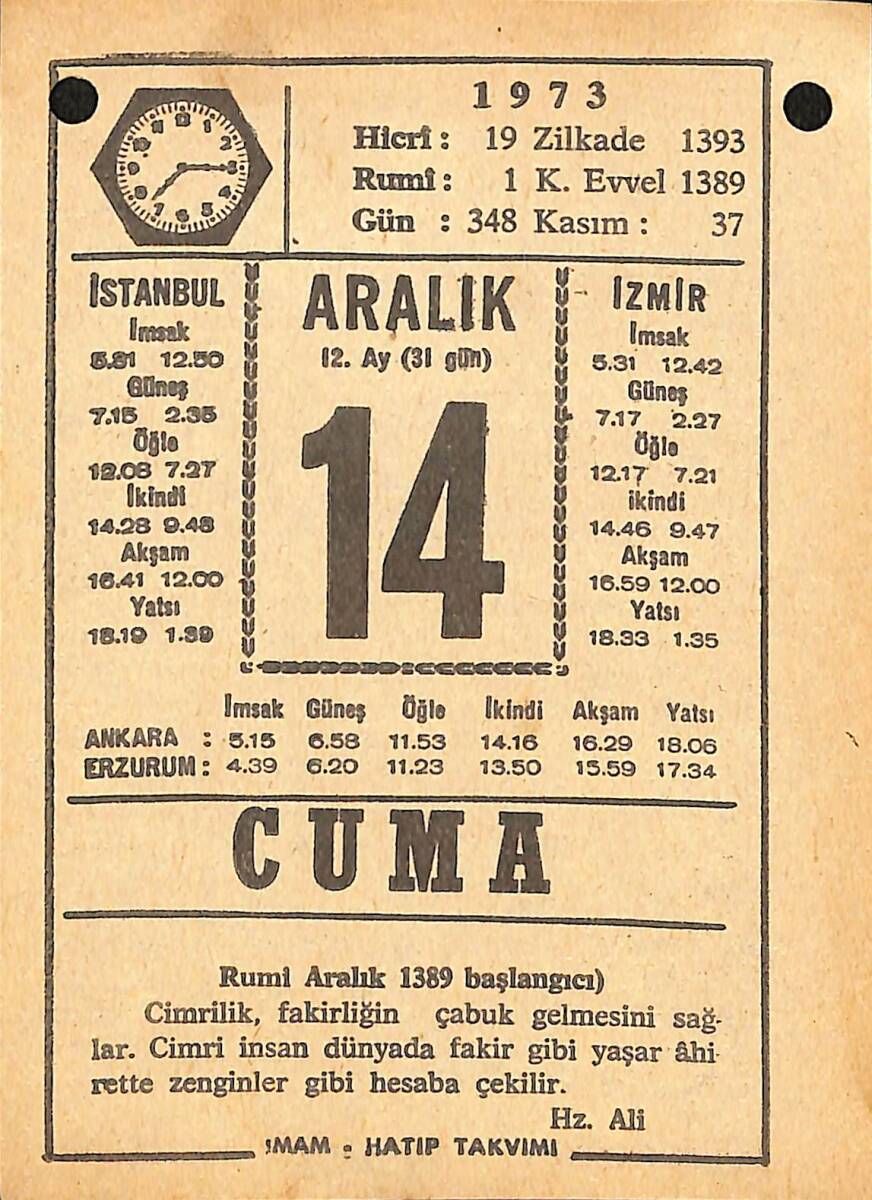 1973
Hicrî : 19 Zilkade 1393
Rumî : 1 K. Evvel 1389
Gün : 348 Kasım : 37
İSTANBUL
İmsak
5.31 12.50
Güneş
7.15 2.35
Öğle
12.08 7.27
İkindi
14.28 9.48
Akşam
16.41 12.00
Yatsı
18.19 1.39
ARALIK
12. Ay (31 gün)
14
İZMİR
İmsak
5.31 12.42
Güneş
7.17 2.27
Öğle
12.17 7.21
ikindi
14.46 9.47
Akşam
16.59 12.00
Yatsı
18.33 1.35
İmsak Güneş Öğle İkindi Akşam Yatsı
ANKARA : 5.15 6.58 11.53 14.16 16.29 18.06
ERZURUM : 4.39 6.20 11.23 13.50 15.59 17.34
CUMA
Rumî Aralık 1389 başlangıcı)
Cimrilik, fakirliğin çabuk gelmesini sağ-
lar. Cimri insan dünyada fakir gibi yaşar âhi-
rette zenginler gibi hesaba çekilir.
Hz. Ali
İMAM - HATİP TAKVİMİ